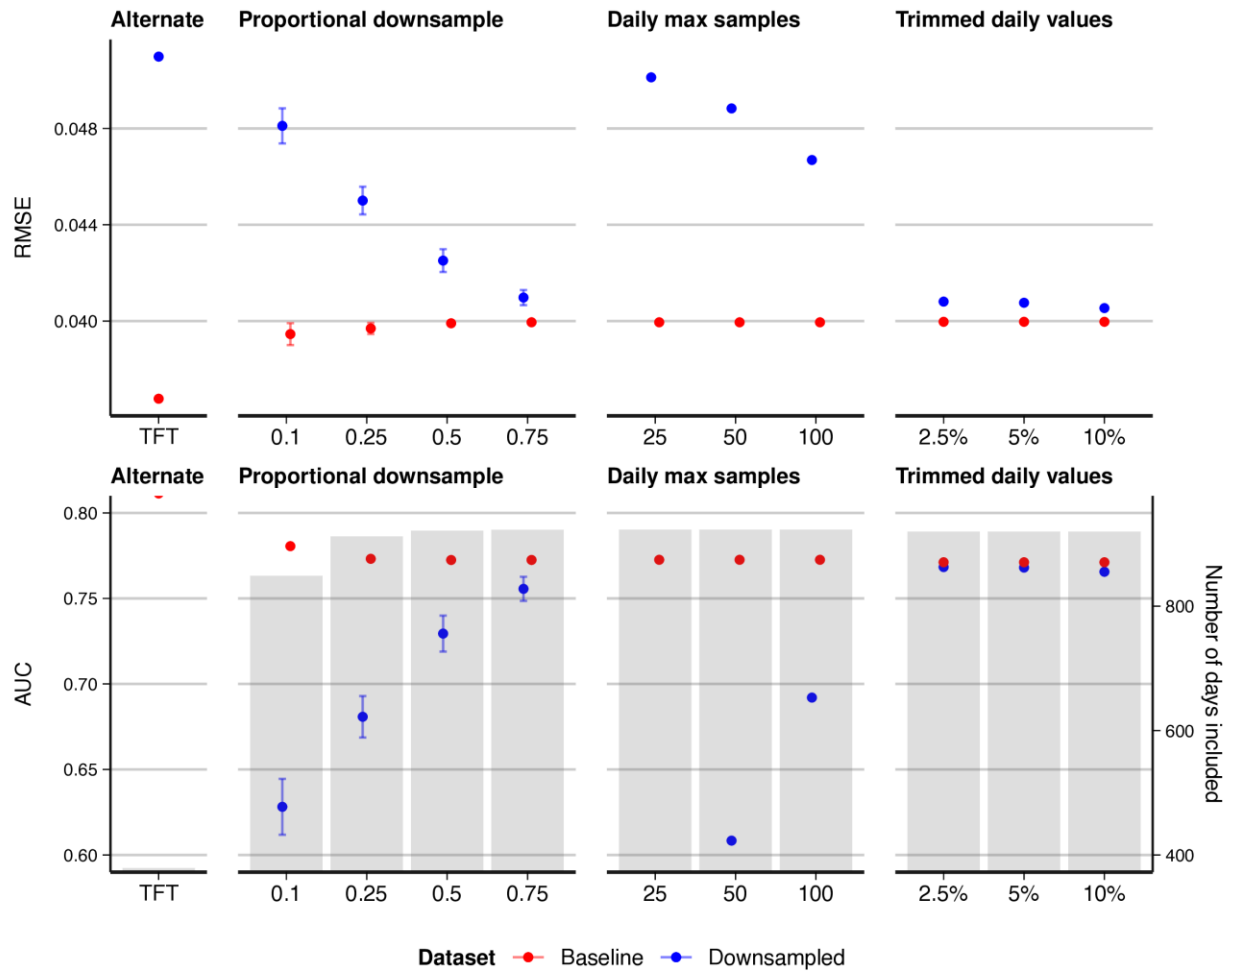 Alternate Proportional downsample Daily max samples Trimmed daily values
RMSE
0.048
0.044
0.040
TFT 0.1 0.25 0.5 0.75 25 50 100 2.5% 5% 10%
Alternate Proportional downsample Daily max samples Trimmed daily values
AUC
0.80
0.75
0.70
0.65
0.60
800
600
400
Number of days included
TFT 0.1 0.25 0.5 0.75 25 50 100 2.5% 5% 10%
Dataset Baseline Downsampled